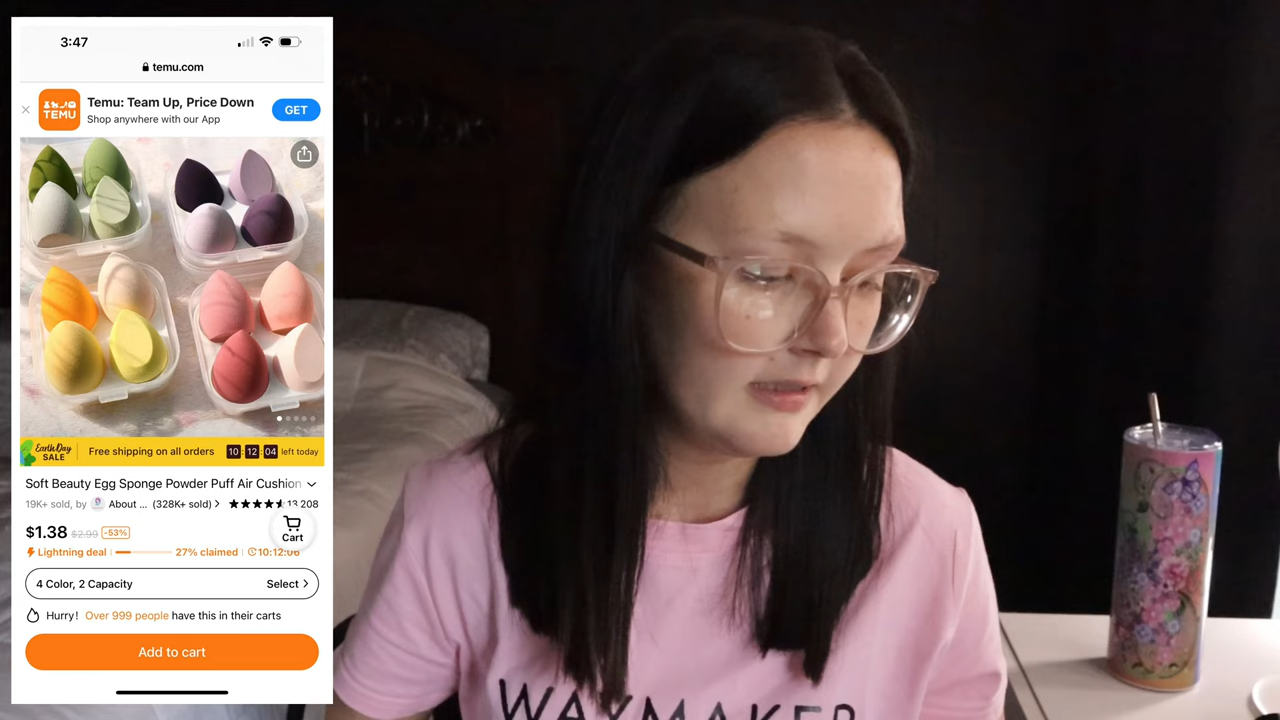 3:47
temu.com
TEMU
Temu: Team Up, Price Down
Shop anywhere with our App
GET
Earth Day
SALE
Free shipping on all orders
10:12:04 left today
Soft Beauty Egg Sponge Powder Puff Air Cushion
19K+ sold, by About ... (328K+ sold) > 13,208
$1.38 $2.99 -53%
Cart
Lightning deal 27% claimed 10:12:06
4 Color, 2 Capacity Select >
Hurry! Over 999 people have this in their carts
Add to cart
WAYMAKER